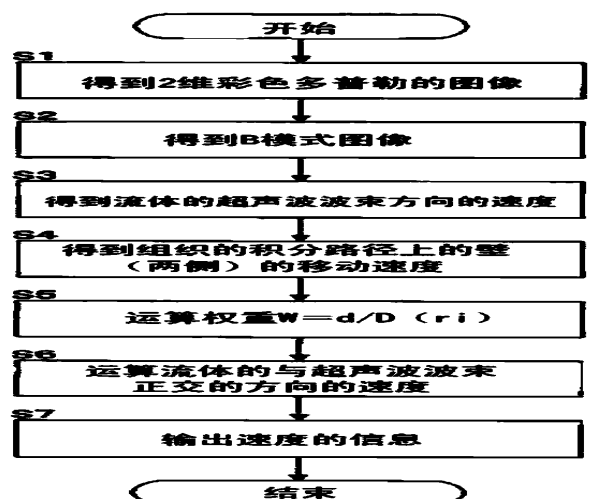 开始
S1
得到2维彩色多普勒的图像
S2
得到B模式图像
S3
得到流体的超声波波束方向的速度
S4
得到组织的积分路径上的壁
（两侧）的移动速度
S5
运算权重W＝d/D（ri）
S6
运算流体的与超声波波束
正交的方向的速度
S7
输出速度的信息
结束